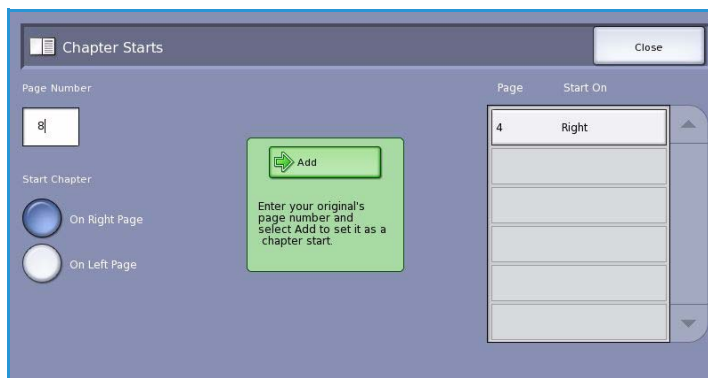 Chapter Starts
Close
Page Number
8
Start Chapter
On Right Page
On Left Page
Add
Enter your original's
page number and
select Add to set it as a
chapter start.
Page Start On
4 Right